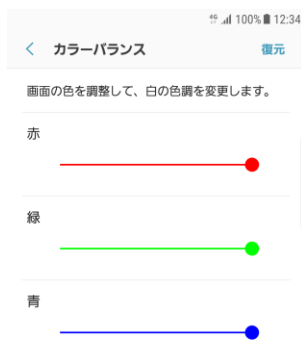 4G 100% 12:34
カラーバランス 復元
画面の色を調整して、白の色調を変更します。
赤
緑
青